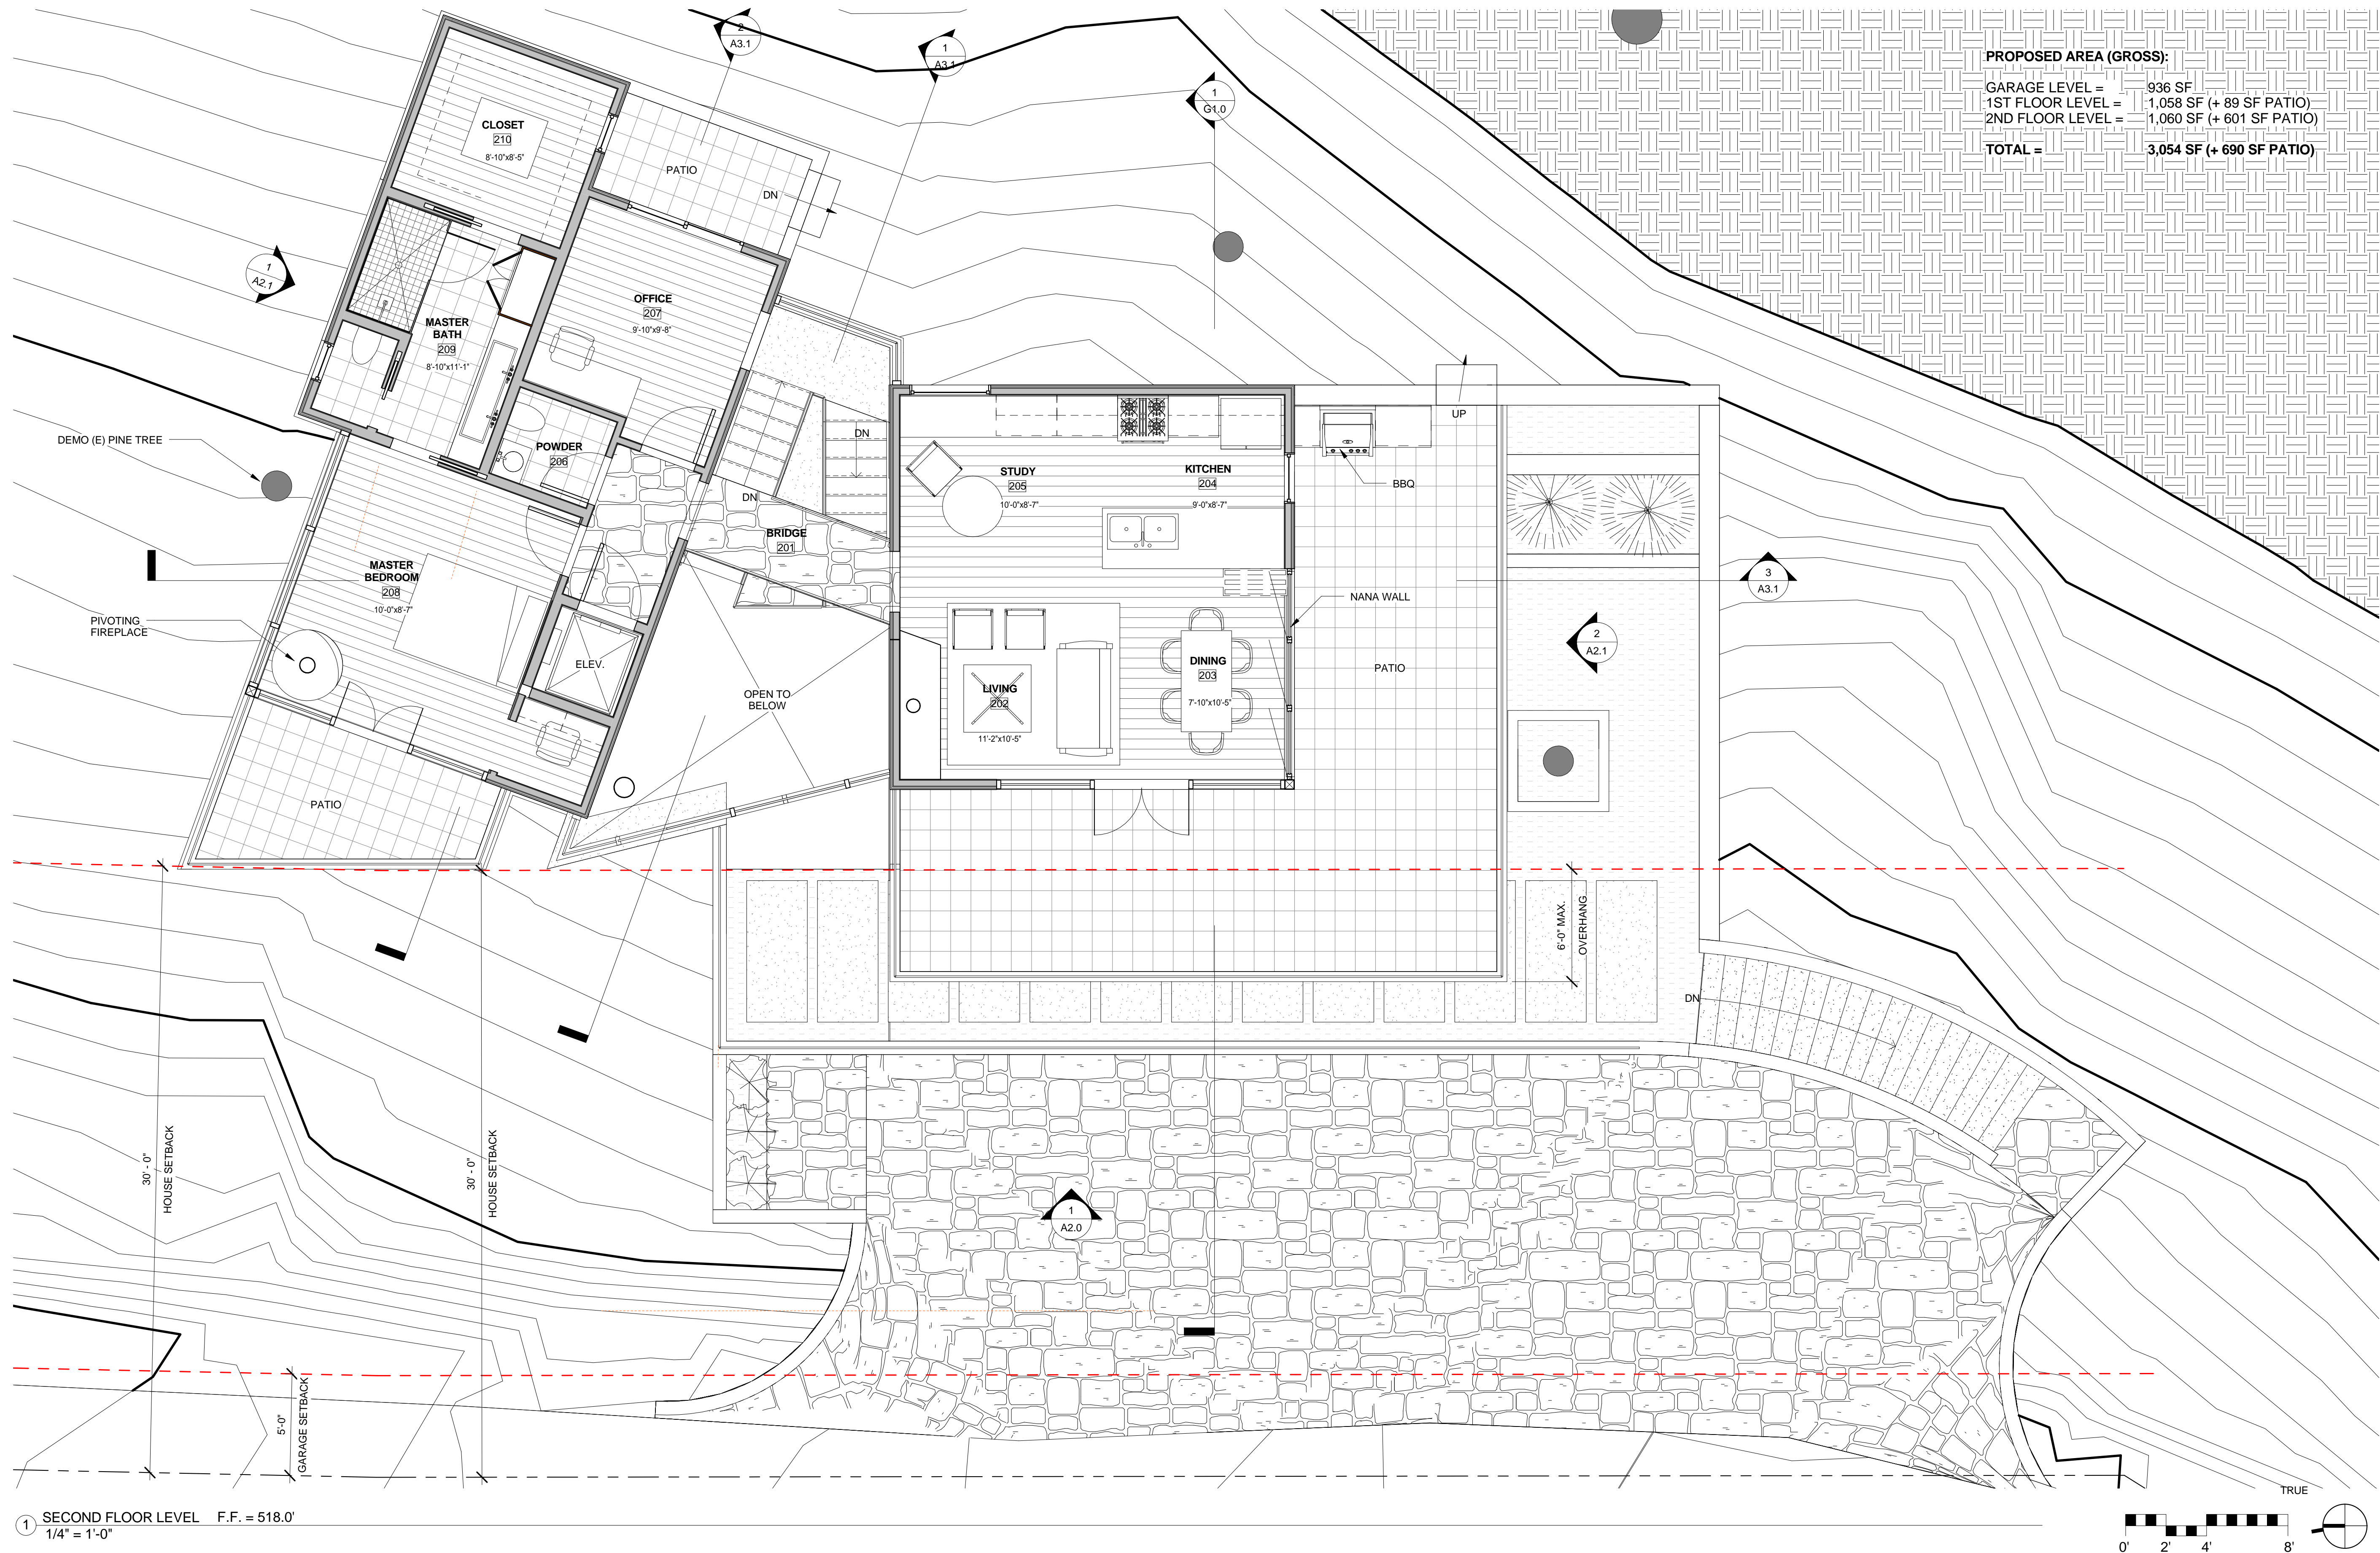 2
A3.1
1
A3.1
1
G1.0
PROPOSED AREA (GROSS):
GARAGE LEVEL = 936 SF
1ST FLOOR LEVEL = 1,058 SF (+ 89 SF PATIO)
2ND FLOOR LEVEL = 1,060 SF (+ 601 SF PATIO)
TOTAL = 3,054 SF (+ 690 SF PATIO)
CLOSET
210
8'-10"x8'-5"
PATIO
DN
1
A2.1
OFFICE
207
9'-10"x9'-8"
MASTER
BATH
209
8'-10"x11'-1"
DEMO (E) PINE TREE
POWDER
206
DN
DN
BRIDGE
201
STUDY
205
10'-0"x8'-7"
KITCHEN
204
9'-0"x8'-7"
UP
BBQ
MASTER
BEDROOM
208
10'-0"x8'-7"
PIVOTING
FIREPLACE
ELEV.
OPEN TO
BELOW
NANA WALL
3
A3.1
2
A2.1
LIVING
202
11'-2"x10'-5"
DINING
203
7'-10"x10'-5"
PATIO
PATIO
6'-0" MAX.
OVERHANG.
DN
30' - 0"
HOUSE SETBACK
30' - 0"
HOUSE SETBACK
1
A2.0
5'-0"
GARAGE SETBACK
1
SECOND FLOOR LEVEL F.F. = 518.0'
1/4" = 1'-0"
TRUE
0' 2' 4' 8'